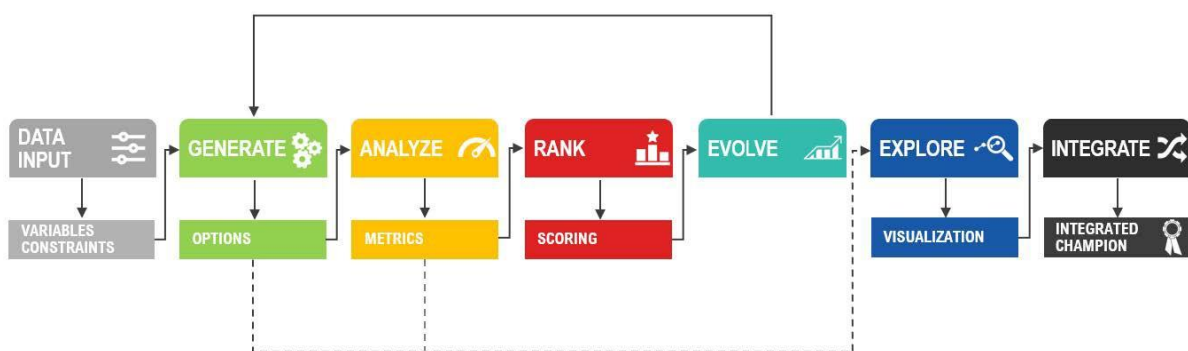 DATA
INPUT
GENERATE
ANALYZE
RANK
EVOLVE
EXPLORE
INTEGRATE
VARIABLES
CONSTRAINTS
OPTIONS
METRICS
SCORING
VISUALIZATION
INTEGRATED
CHAMPION